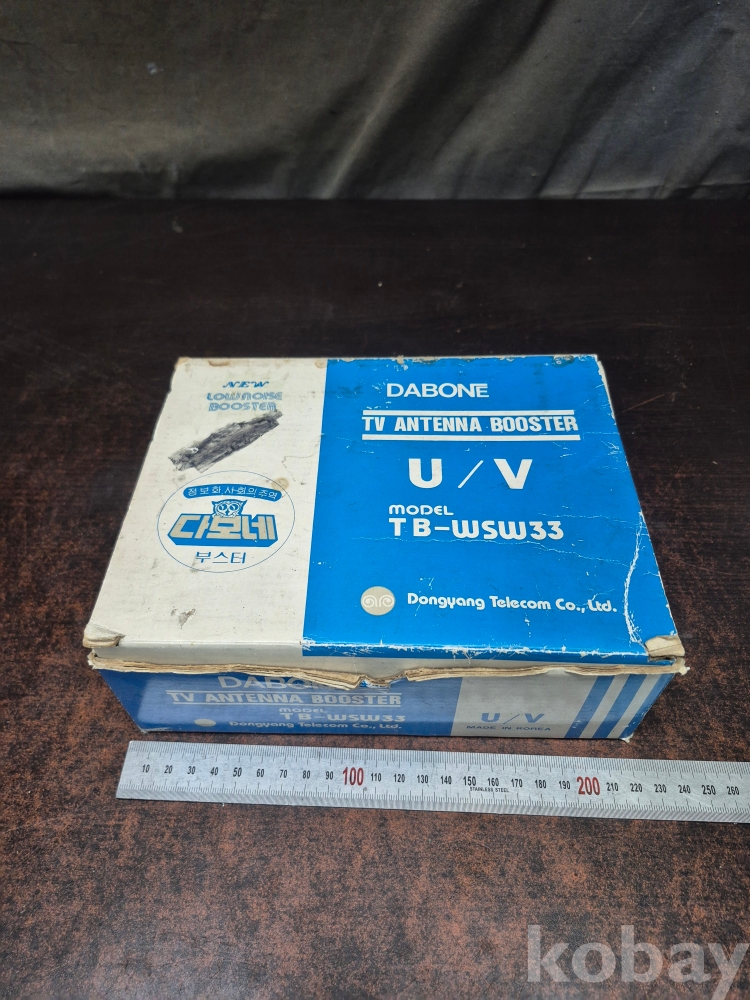 NEW
LOWNOISE
BOOSTER
정보화 사회의 주역
다모네
부스터
DABONE
TV ANTENNA BOOSTER
U/V
MODEL
TB-WSW33
Dongyang Telecom Co., Ltd.
DABONE
TV ANTENNA BOOSTER
MODEL
TB-WSW33
Dongyang Telecom Co., Ltd.
U/V
MADE IN KOREA
10 20 30 40 50 60 70 80 90 100 110 120 130 140 150 160 170 180 190 200 210 220 230 240 250 260
STAINLESS STEEL
kobay